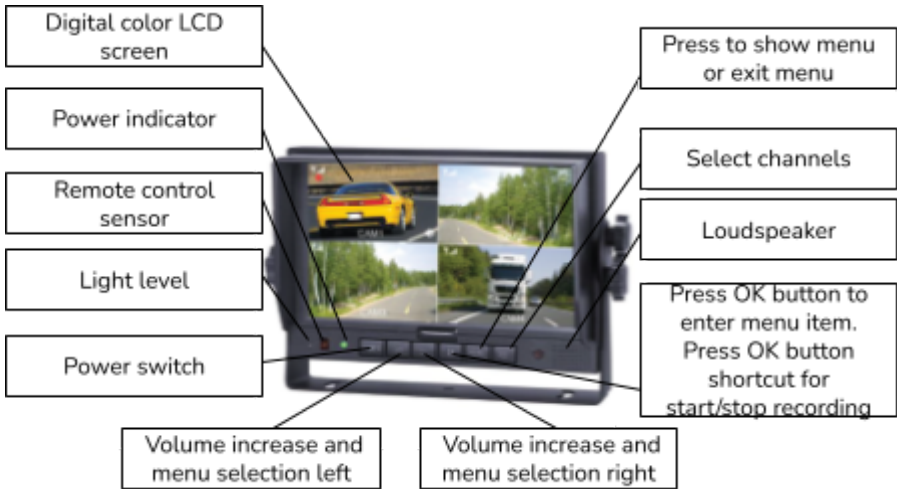 Digital color LCD
screen
Power indicator
Remote control
sensor
Light level
Power switch
Volume increase and
menu selection left
Volume increase and
menu selection right
Press to show menu
or exit menu
Select channels
Loudspeaker
Press OK button to
enter menu item.
Press OK button
shortcut for
start/stop recording